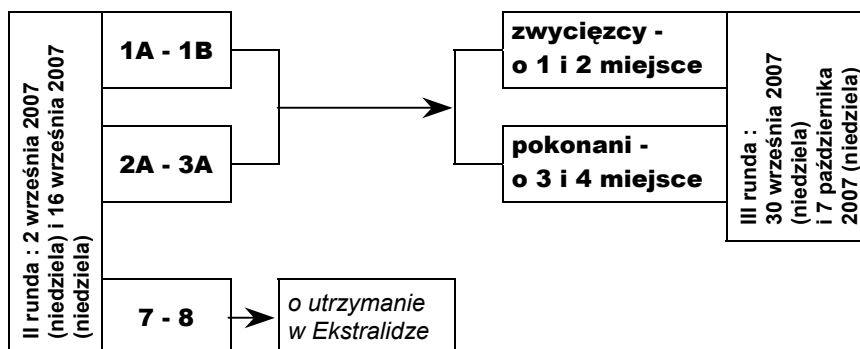 II runda : 2 września 2007
(niedziela) i 16 września 2007
(niedziela)
1A - 1B
2A - 3A
7 - 8
o utrzymanie
w Ekstralidze
zwycięzcy -
o 1 i 2 miejsce
pokonani -
o 3 i 4 miejsce
III runda :
30 września 2007
(niedziela)
i 7 października
2007 (niedziela)